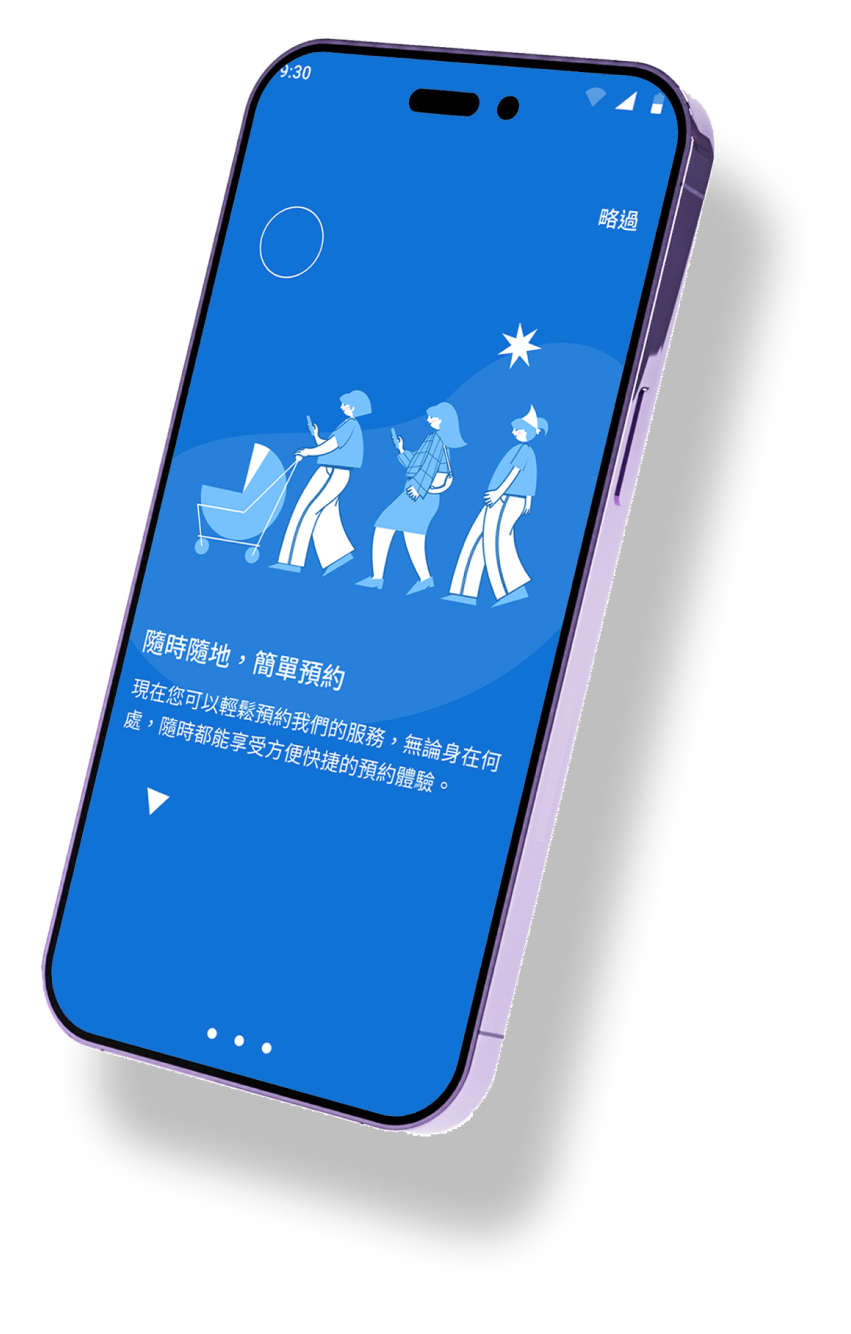 9:30
略過
隨時隨地，簡單預約
現在您可以輕鬆預約我們的服務，無論身在何
處，隨時都能享受方便快捷的預約體驗。